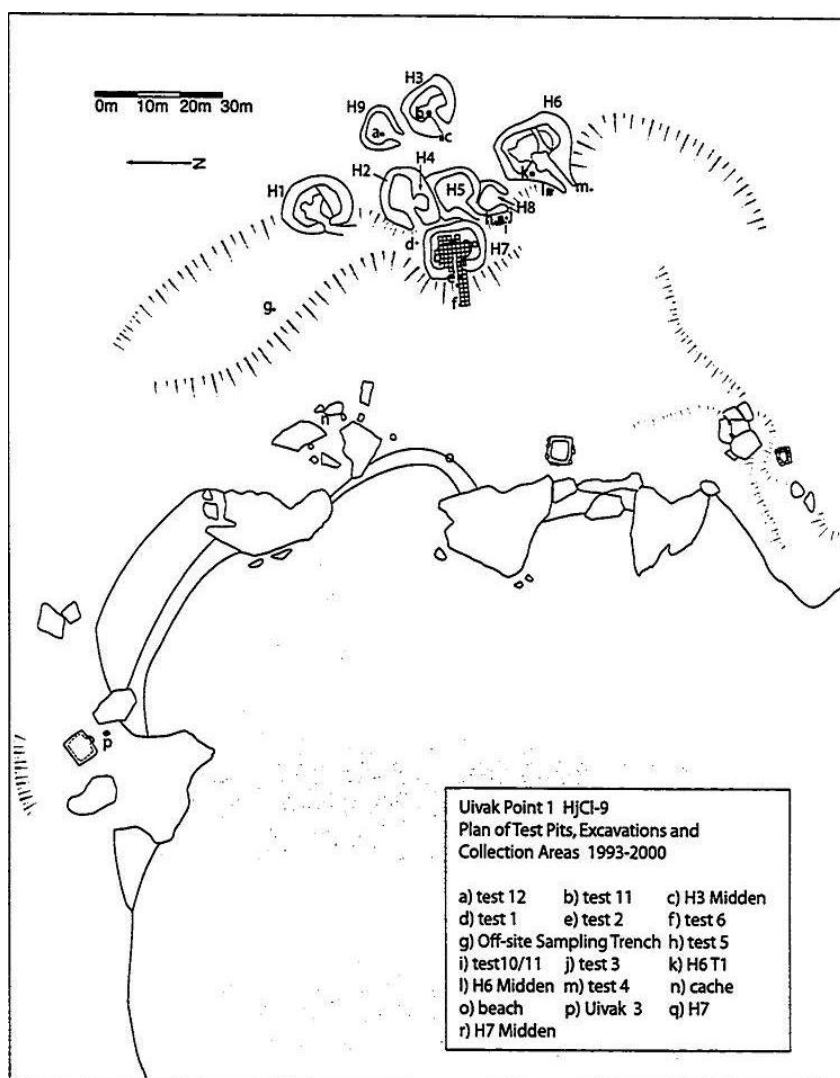 H3
H6
0m 10m 20m 30m
H9
b
a
c
N
H4
H2
k
H1
H5
l
m
H8
d
H7
e
g
f
n
p
Uivak Point 1 HjCl-9
Plan of Test Pits, Excavations and
Collection Areas 1993-2000
a) test 12 b) test 11 c) H3 Midden
d) test 1 e) test 2 f) test 6
g) Off-site Sampling Trench h) test 5
i) test10/11 j) test 3 k) H6 T1
l) H6 Midden m) test 4 n) cache
o) beach p) Uivak 3 q) H7
r) H7 Midden